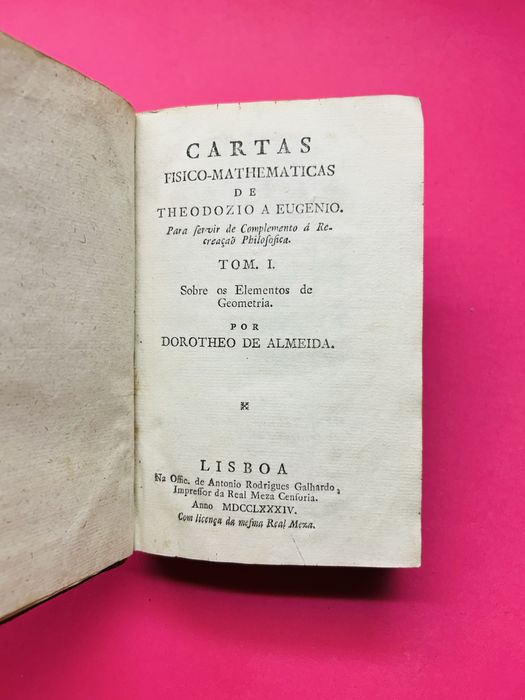 CARTAS
FISICO-MATHEMATICAS
DE
THEODOZIO A EUGENIO.
Para ſervir de Complemento á Re-
creaçaõ Philoſofica.
TOM. I.
Sobre os Elementos de
Geometria.
POR
DOROTHEO DE ALMEIDA.
LISBOA
Na Offic. de Antonio Rodrigues Galhardo,
Impreſſor da Real Meza Cenſoria.
Anno MDCCLXXXIV.
Com licença da meſma Real Meza.